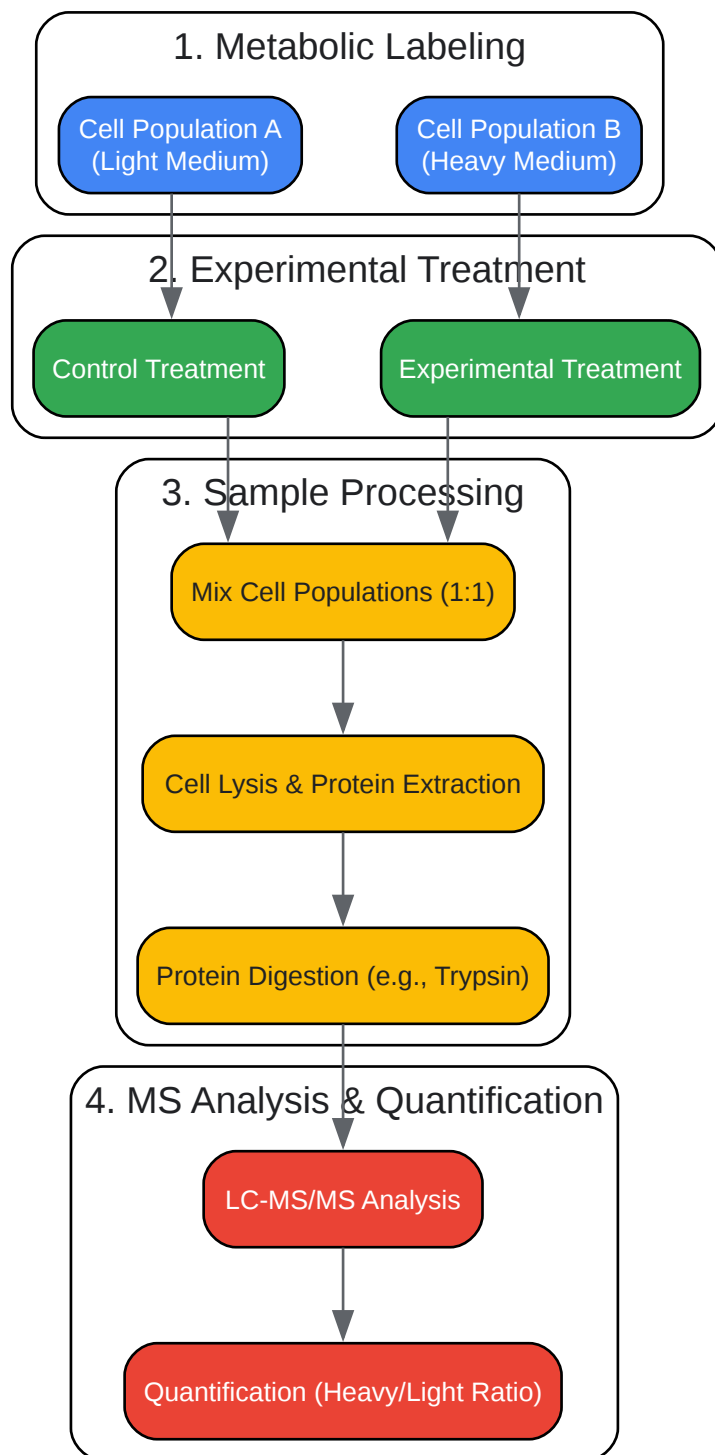 1. Metabolic Labeling
Cell Population A
(Light Medium)
Cell Population B
(Heavy Medium)
2. Experimental Treatment
Control Treatment
Experimental Treatment
3. Sample Processing
Mix Cell Populations (1:1)
Cell Lysis & Protein Extraction
Protein Digestion (e.g., Trypsin)
4. MS Analysis & Quantification
LC-MS/MS Analysis
Quantification (Heavy/Light Ratio)